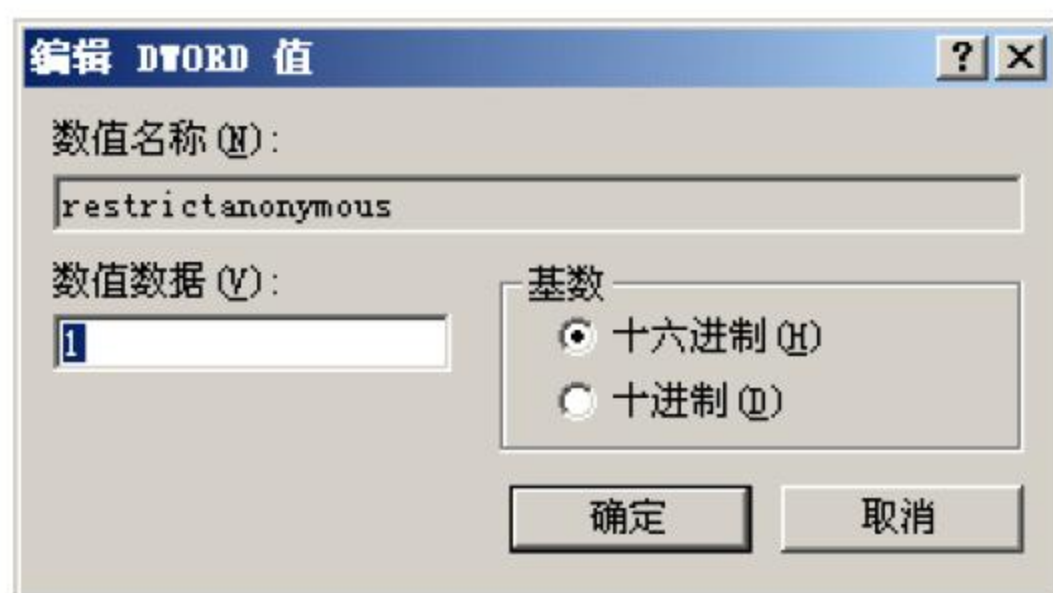 编辑 DWORD 值
数值名称(N):
restrictanonymous
数值数据(V):
1
基数
十六进制(H)
十进制(D)
确定
取消